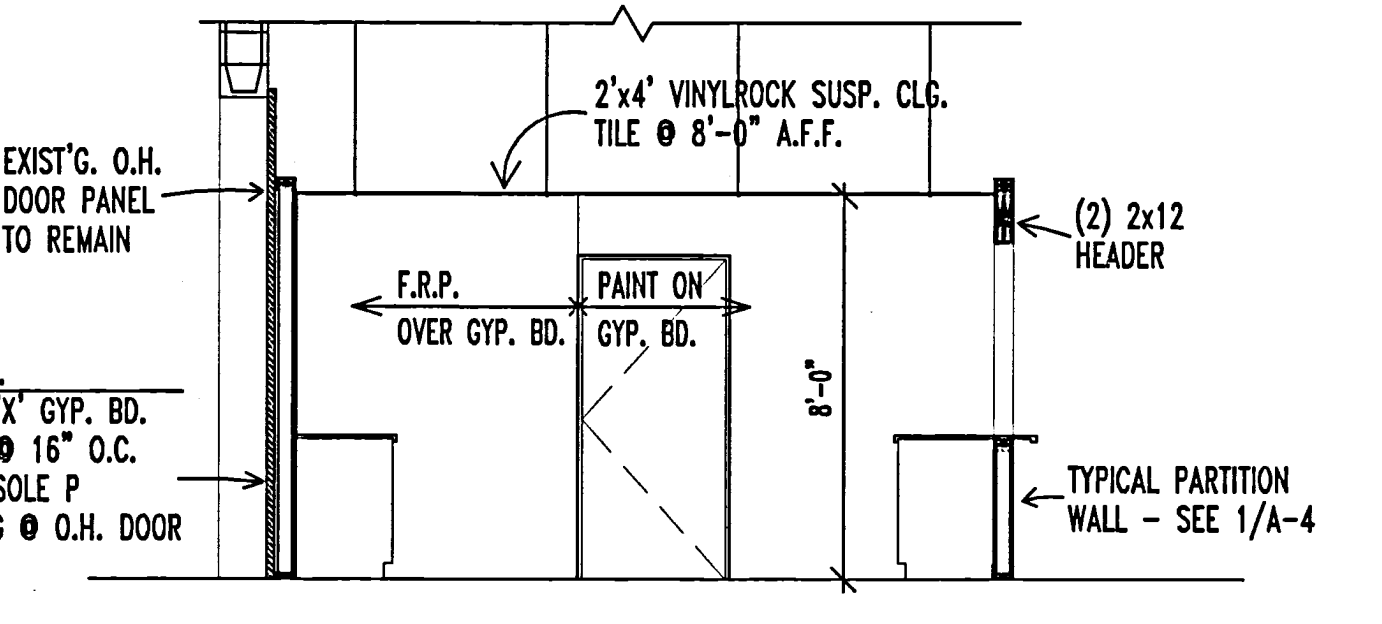 2'x4' VINYLROCK SUSP. CLG.
TILE @ 8'-0" A.F.F.
EXIST'G. O.H.
DOOR PANEL
TO REMAIN
(2) 2x12
HEADER
F.R.P.
OVER GYP. BD.
PAINT ON
GYP. BD.
8'-0"
'X' GYP. BD.
@ 16" O.C.
SOLE P
@ O.H. DOOR
TYPICAL PARTITION
WALL - SEE 1/A-4